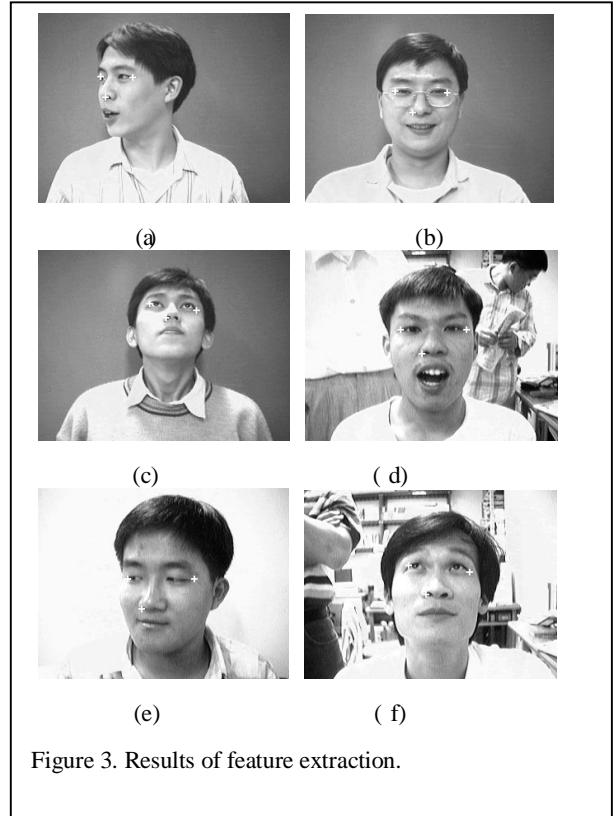 (a)
(b)
(c)
( d)
(e)
( f)
Figure 3. Results of feature extraction.